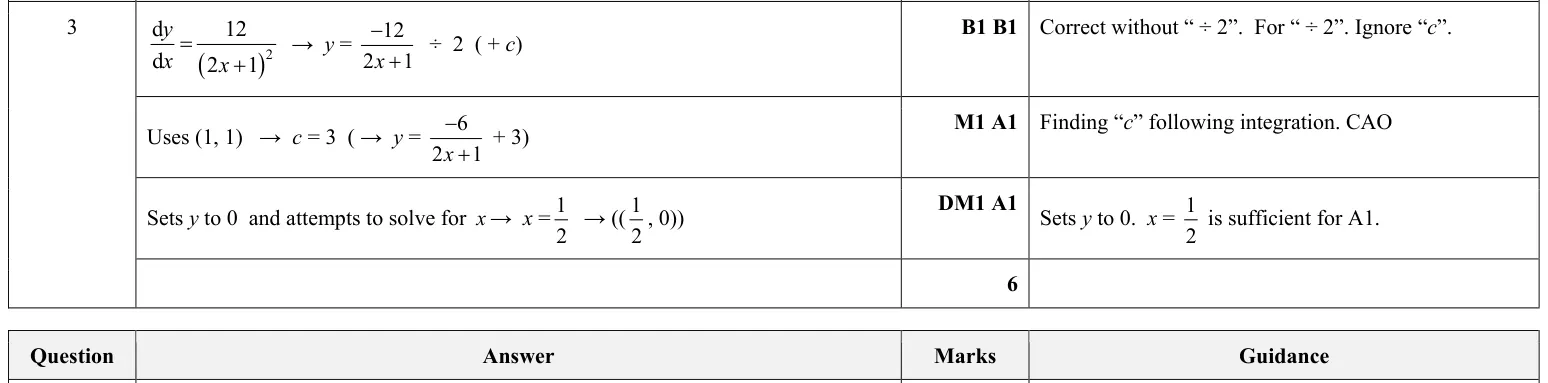 3 dy/dx = 12/(2x+1)² → y = −12/(2x+1) ÷ 2 (+ c) B1 B1 Correct without “ ÷ 2”. For “ ÷ 2”. Ignore “c”.
Uses (1, 1) → c = 3 ( → y = −6/(2x+1) + 3) M1 A1 Finding “c” following integration. CAO
Sets y to 0 and attempts to solve for x → x = 1/2 → ((1/2, 0)) DM1 A1 Sets y to 0. x = 1/2 is sufficient for A1.
6
Question Answer Marks Guidance